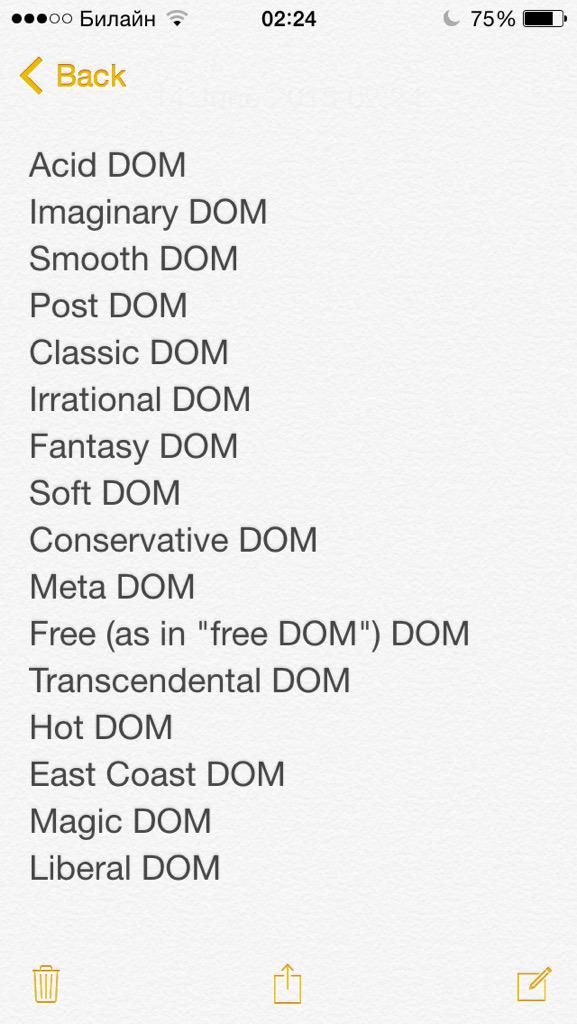 Билайн 02:24 75%
Back
Acid DOM
Imaginary DOM
Smooth DOM
Post DOM
Classic DOM
Irrational DOM
Fantasy DOM
Soft DOM
Conservative DOM
Meta DOM
Free (as in "free DOM") DOM
Transcendental DOM
Hot DOM
East Coast DOM
Magic DOM
Liberal DOM